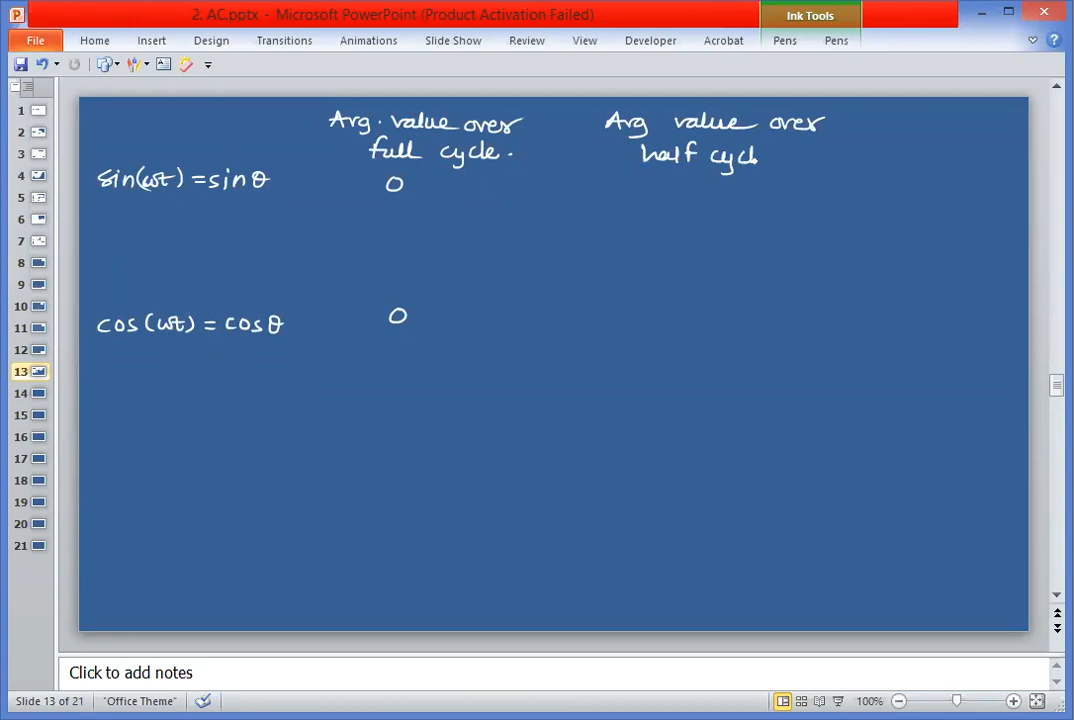 2. AC.pptx - Microsoft PowerPoint (Product Activation Failed)
Ink Tools
File Home Insert Design Transitions Animations Slide Show Review View Developer Acrobat Pens Pens
Avg. value over Avg value over
full cycle. half cycl
sin(ωt) = sin θ 0
cos(ωt) = cos θ 0
1
2
3
4
5
6
7
8
9
10
11
12
13
14
15
16
17
18
19
20
21
Click to add notes
Slide 13 of 21 "Office Theme" 100%